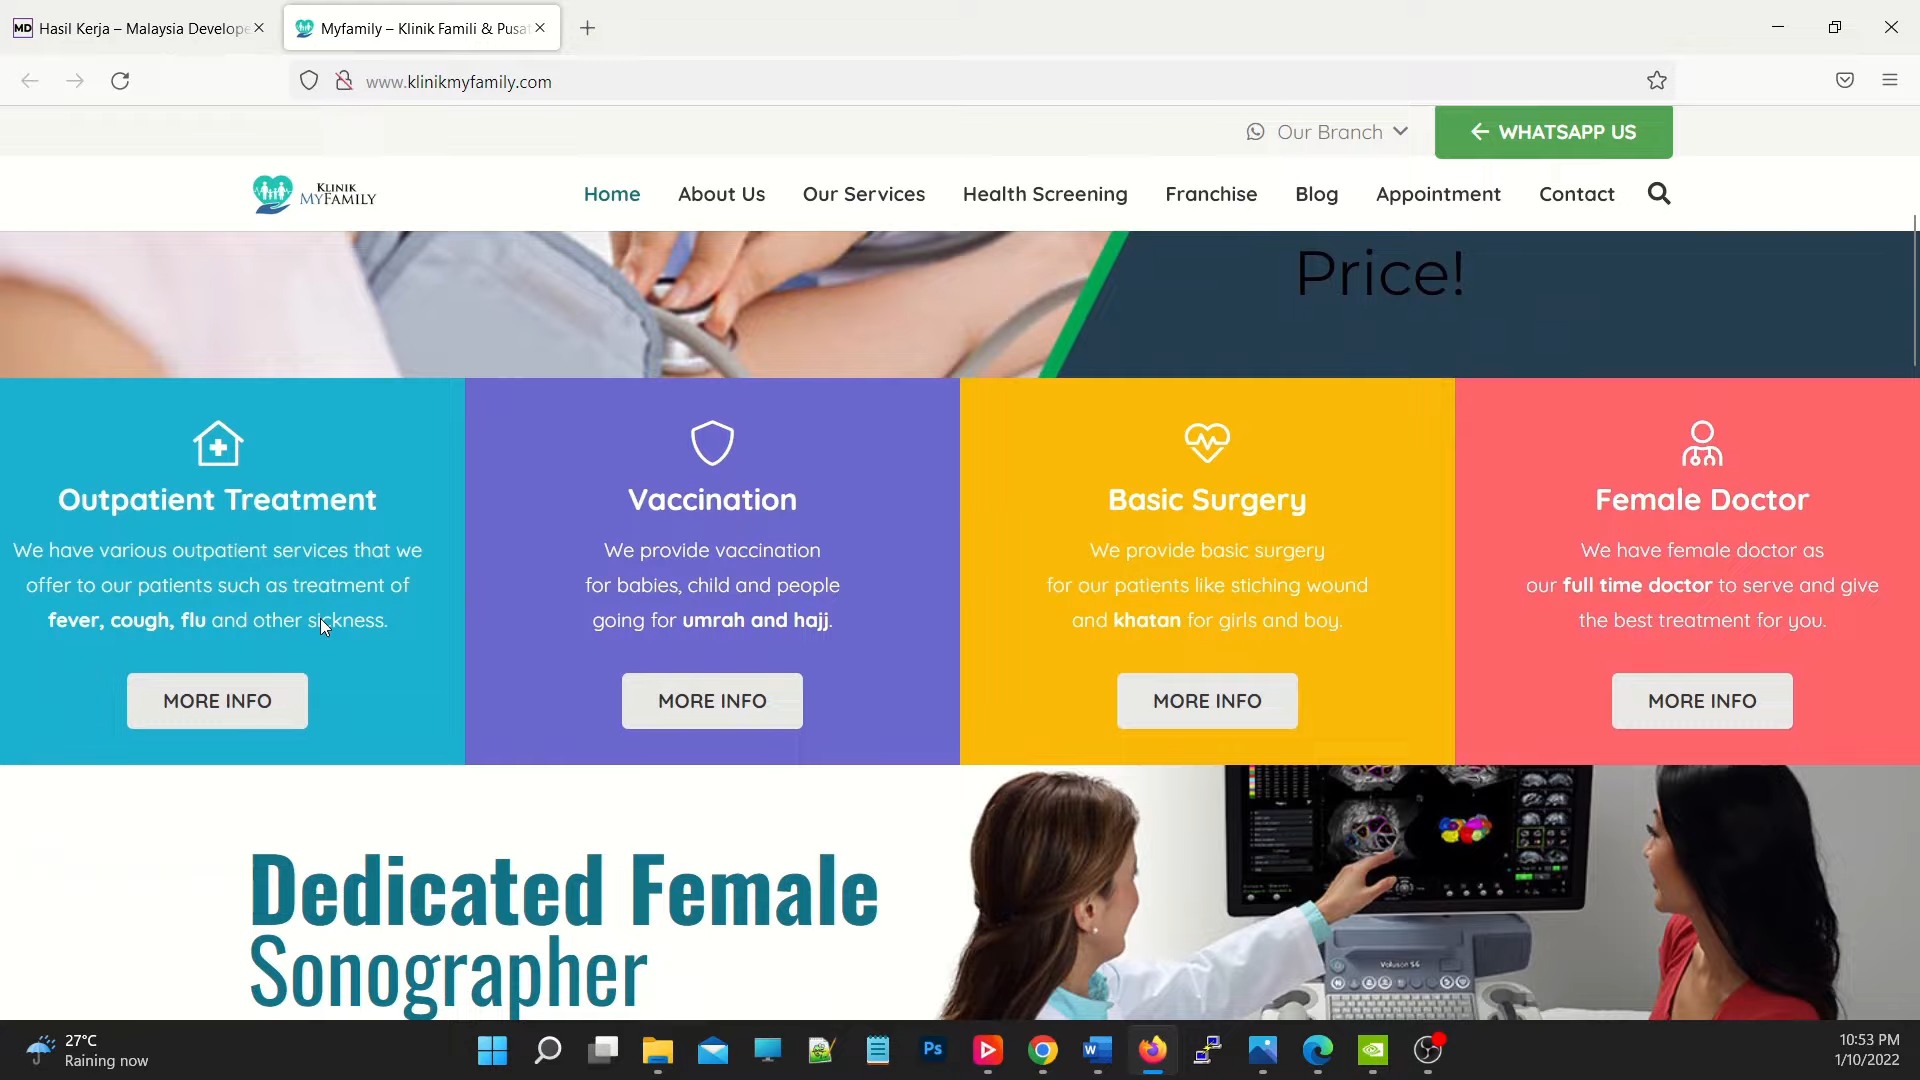 MD Hasil Kerja – Malaysia Develope
Myfamily – Klinik Famili & Pusat
www.klinikmyfamily.com
Our Branch
WHATSAPP US
KLINIK
MYFAMILY
Home About Us Our Services Health Screening Franchise Blog Appointment Contact
Price!
Outpatient Treatment
We have various outpatient services that we
offer to our patients such as treatment of
fever, cough, flu and other sickness.
MORE INFO
Vaccination
We provide vaccination
for babies, child and people
going for umrah and hajj.
MORE INFO
Basic Surgery
We provide basic surgery
for our patients like stiching wound
and khatan for girls and boy.
MORE INFO
Female Doctor
We have female doctor as
our full time doctor to serve and give
the best treatment for you.
MORE INFO
Dedicated Female
Sonographer
Voluson S6
27°C
Raining now
Ps
W
10:53 PM
1/10/2022